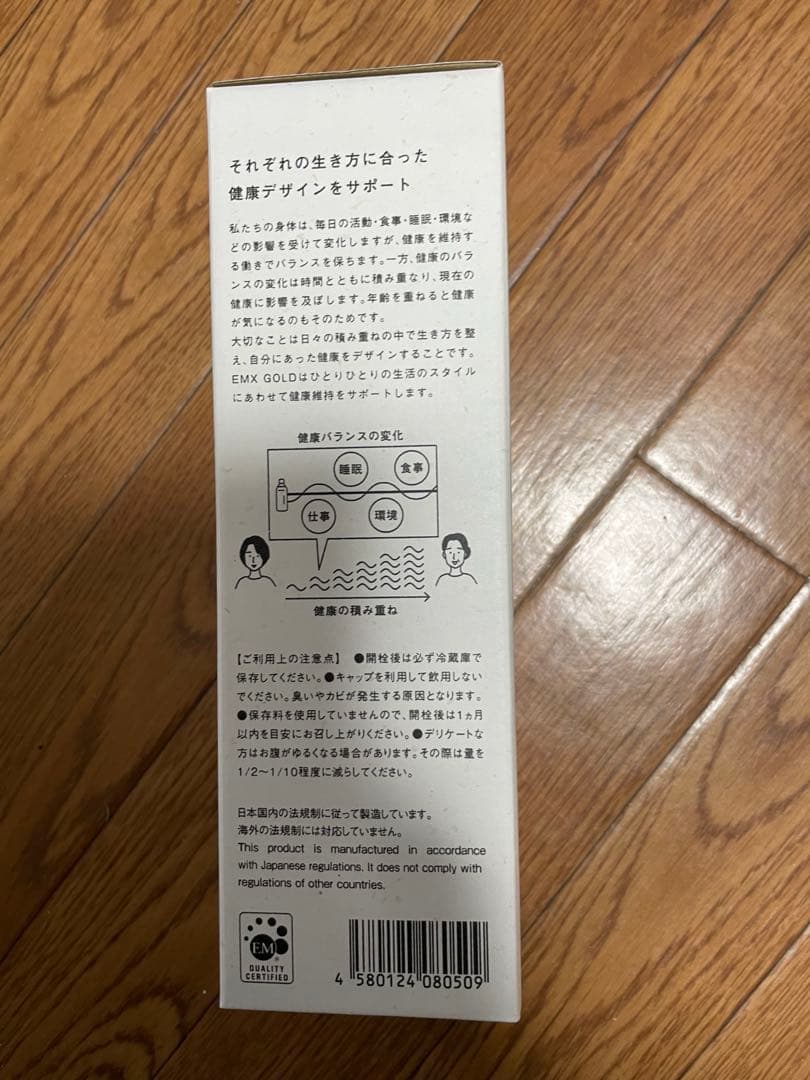 それぞれの生き方に合った
健康デザインをサポート
私たちの身体は、毎日の活動・食事・睡眠・環境な
どの影響を受けて変化しますが、健康を維持す
る働きでバランスを保ちます。一方、健康のバラ
ンスの変化は時間とともに積み重なり、現在の
健康に影響を及ぼします。年齢を重ねると健康
が気になるのもそのためです。
大切なことは日々の積み重ねの中で生き方を整
え、自分にあった健康をデザインすることです。
EMX GOLDはひとりひとりの生活のスタイル
にあわせて健康維持をサポートします。
健康バランスの変化
睡眠
食事
仕事
環境
健康の積み重ね
【ご利用上の注意点】 ●開栓後は必ず冷蔵庫で
保存してください。●キャップを利用して飲用しない
でください。臭いやカビが発生する原因となります。
●保存料を使用していませんので、開栓後は1ヵ月
以内を目安にお召し上がりください。●デリケートな
方はお腹がゆるくなる場合があります。その際は量を
1/2〜1/10程度に減らしてください。
日本国内の法規制に従って製造しています。
海外の法規制には対応していません。
This product is manufactured in accordance
with Japanese regulations. It does not comply with
regulations of other countries.
EM
QUALITY
CERTIFIED
4 580124 080509